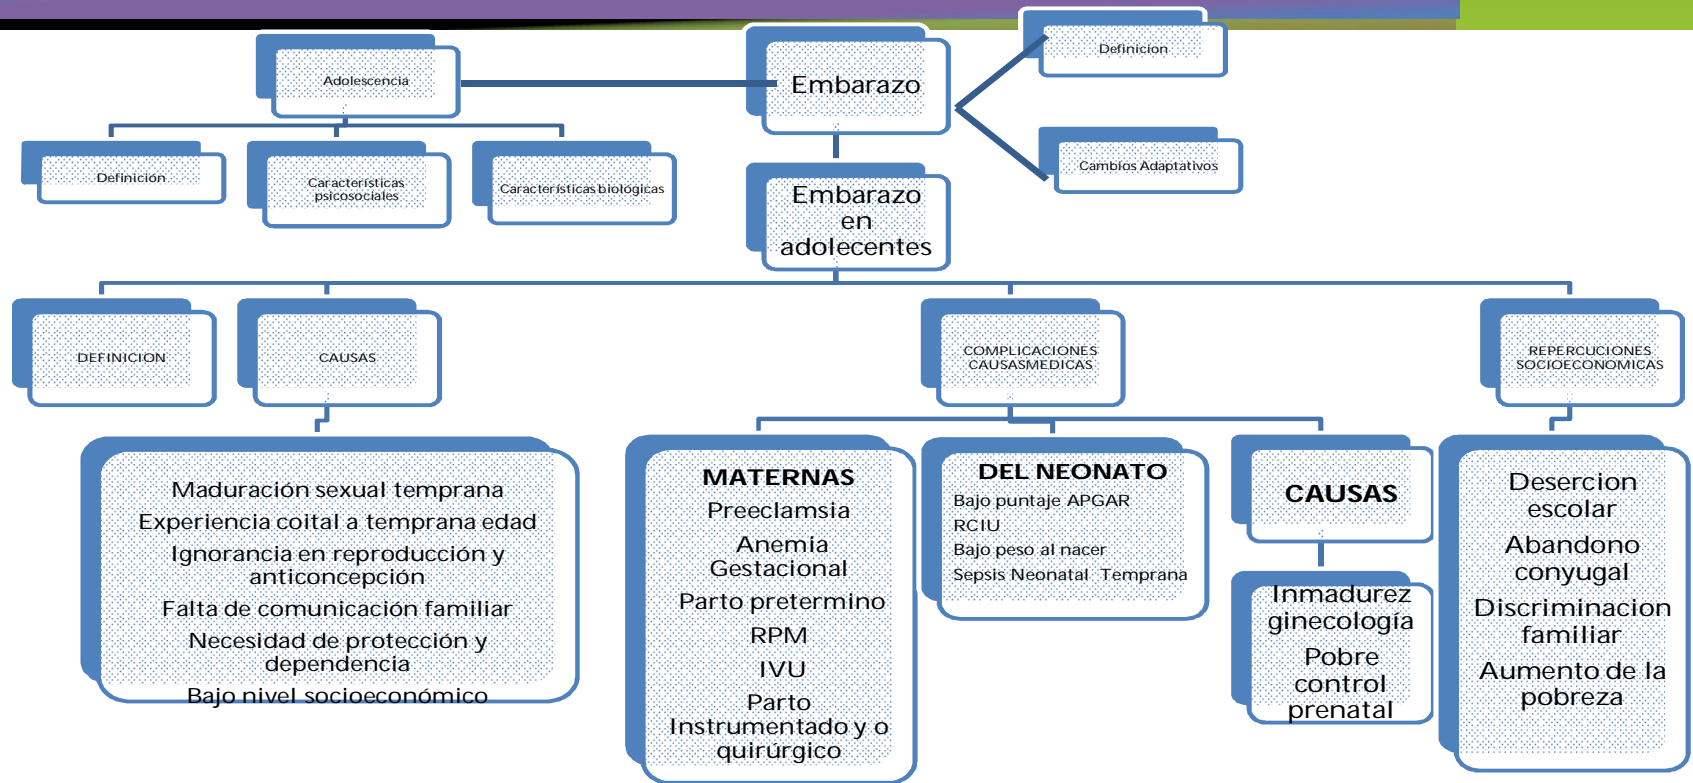 Adolescencia
Embarazo
Definicion
Cambios Adaptativos
Definición
Características
psicosociales
Características biológicas
Embarazo
en
adolecentes
DEFINICION
CAUSAS
COMPLICACIONES
CAUSASMEDICAS
REPERCUCIONES
SOCIOECONOMICAS
Maduración sexual temprana
Experiencia coital a temprana edad
Ignorancia en reproducción y
anticoncepción
Falta de comunicación familiar
Necesidad de protección y
dependencia
Bajo nivel socioeconómico
MATERNAS
Preeclamsia
Anemia
Gestacional
Parto pretermino
RPM
IVU
Parto
Instrumentado y o
quirúrgico
DEL NEONATO
Bajo puntaje APGAR
RCIU
Bajo peso al nacer
Sepsis Neonatal Temprana
CAUSAS
Inmadurez
ginecología
Pobre
control
prenatal
Desercion
escolar
Abandono
conyugal
Discriminacion
familiar
Aumento de la
pobreza